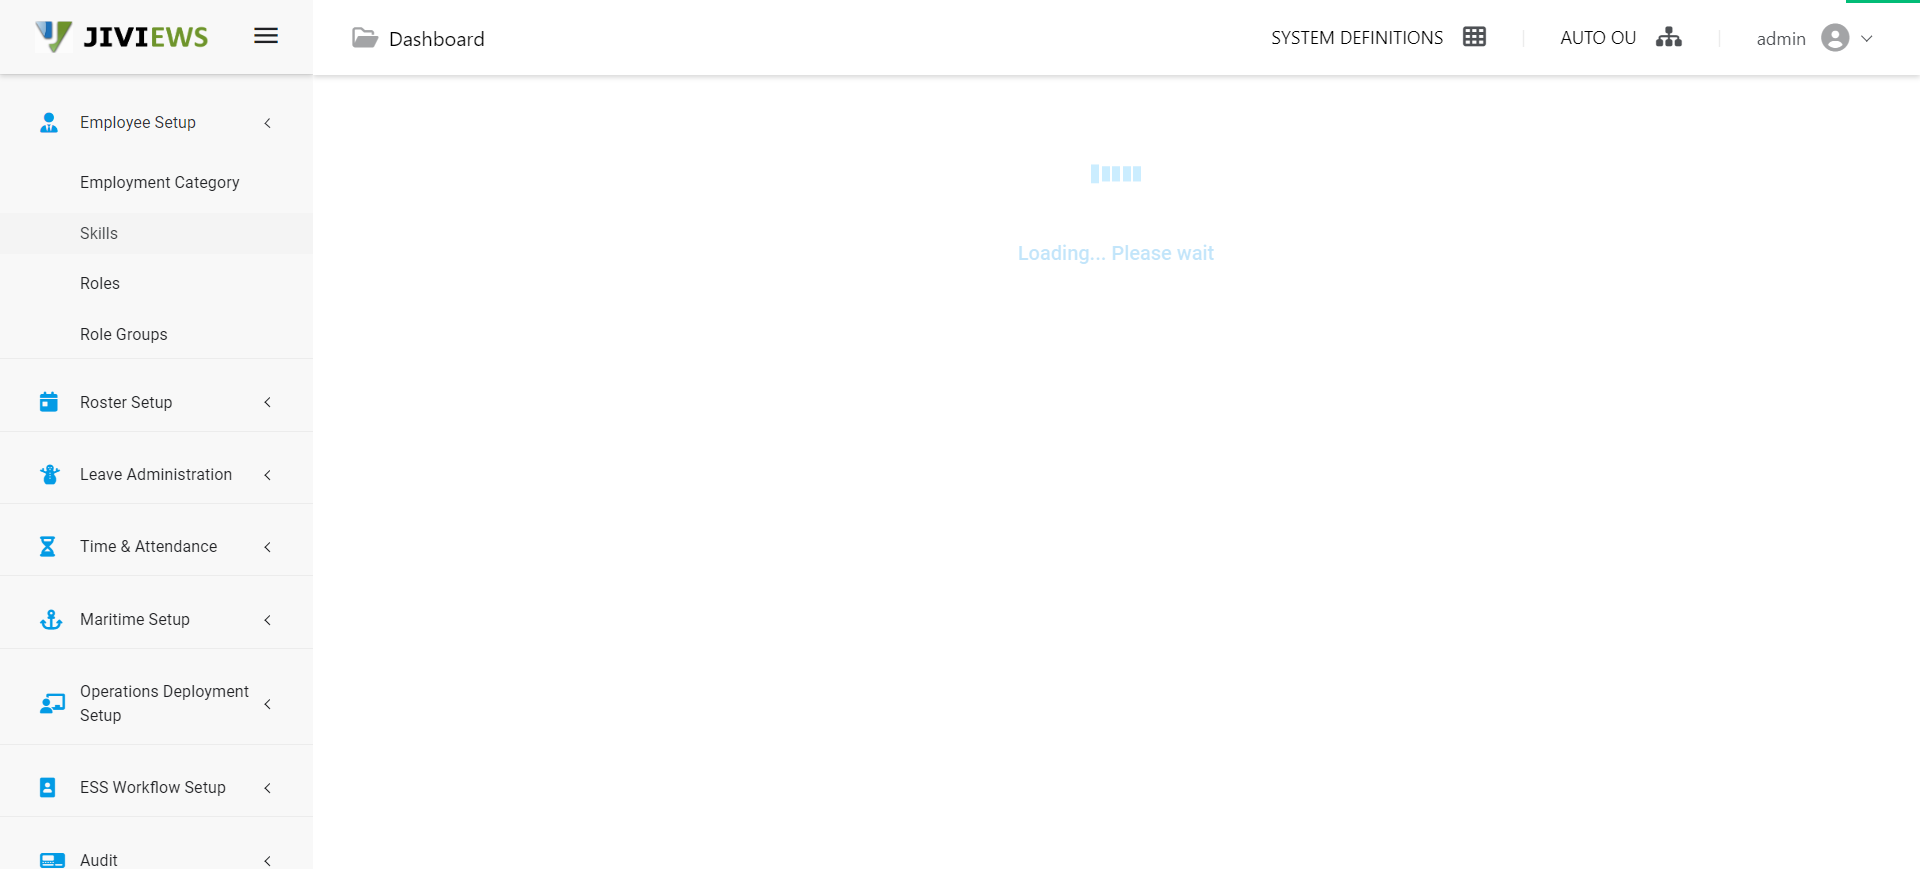 JIVIEWS
Dashboard
SYSTEM DEFINITIONS
AUTO OU
admin
Employee Setup
Employment Category
Skills
Roles
Role Groups
Roster Setup
Leave Administration
Time & Attendance
Maritime Setup
Operations Deployment
Setup
ESS Workflow Setup
Audit
Loading... Please wait